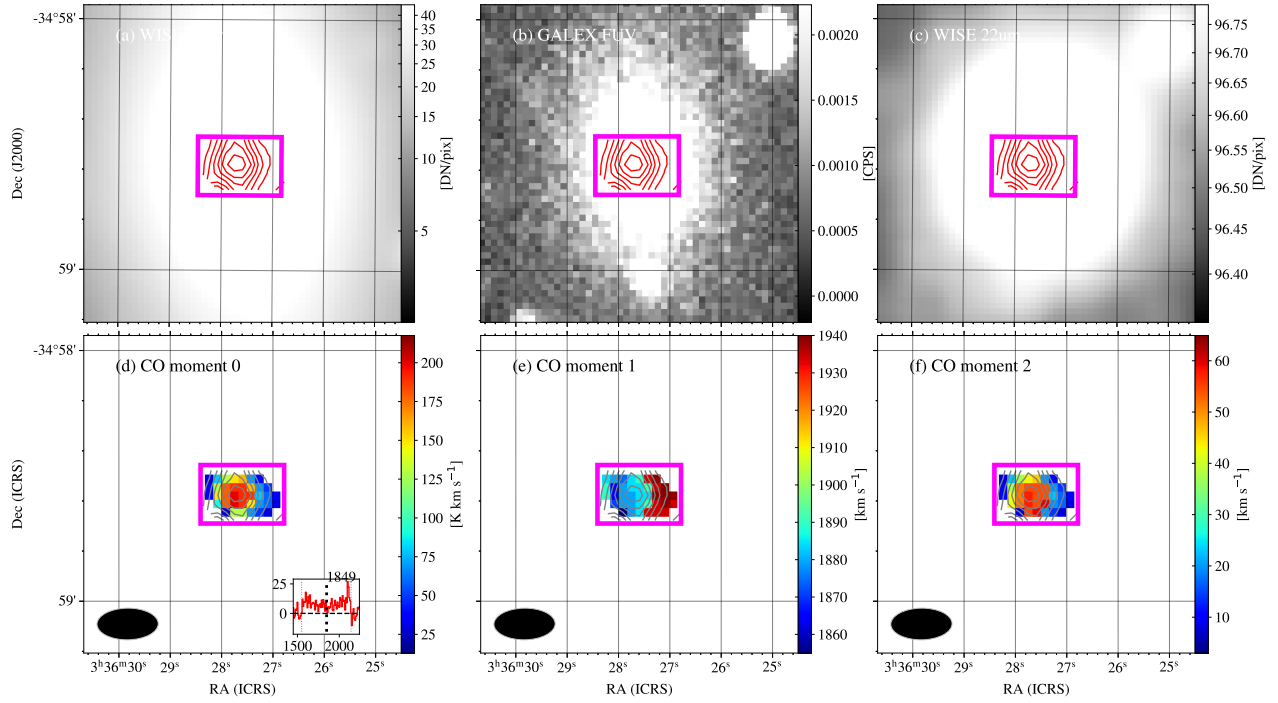 -34°58'
59'
Dec (J2000)
(a) WIS
40
35
30
25
20
15
10
5
[DN/pix]
(b) GALEX FUV
0.0020
0.0015
0.0010
0.0005
0.0000
[CPS]
(c) WISE 22um
96.75
96.70
96.65
96.60
96.55
96.50
96.45
96.40
[DN/pix]
-34°58'
59'
Dec (ICRS)
(d) CO moment 0
200
175
150
125
100
75
50
25
[K km s⁻¹]
1849
25
0
1500 2000
3ʰ36ᵐ30ˢ 29ˢ 28ˢ 27ˢ 26ˢ 25ˢ
RA (ICRS)
(e) CO moment 1
1940
1930
1920
1910
1900
1890
1880
1870
1860
[km s⁻¹]
3ʰ36ᵐ30ˢ 29ˢ 28ˢ 27ˢ 26ˢ 25ˢ
RA (ICRS)
(f) CO moment 2
60
50
40
30
20
10
[km s⁻¹]
3ʰ36ᵐ30ˢ 29ˢ 28ˢ 27ˢ 26ˢ 25ˢ
RA (ICRS)